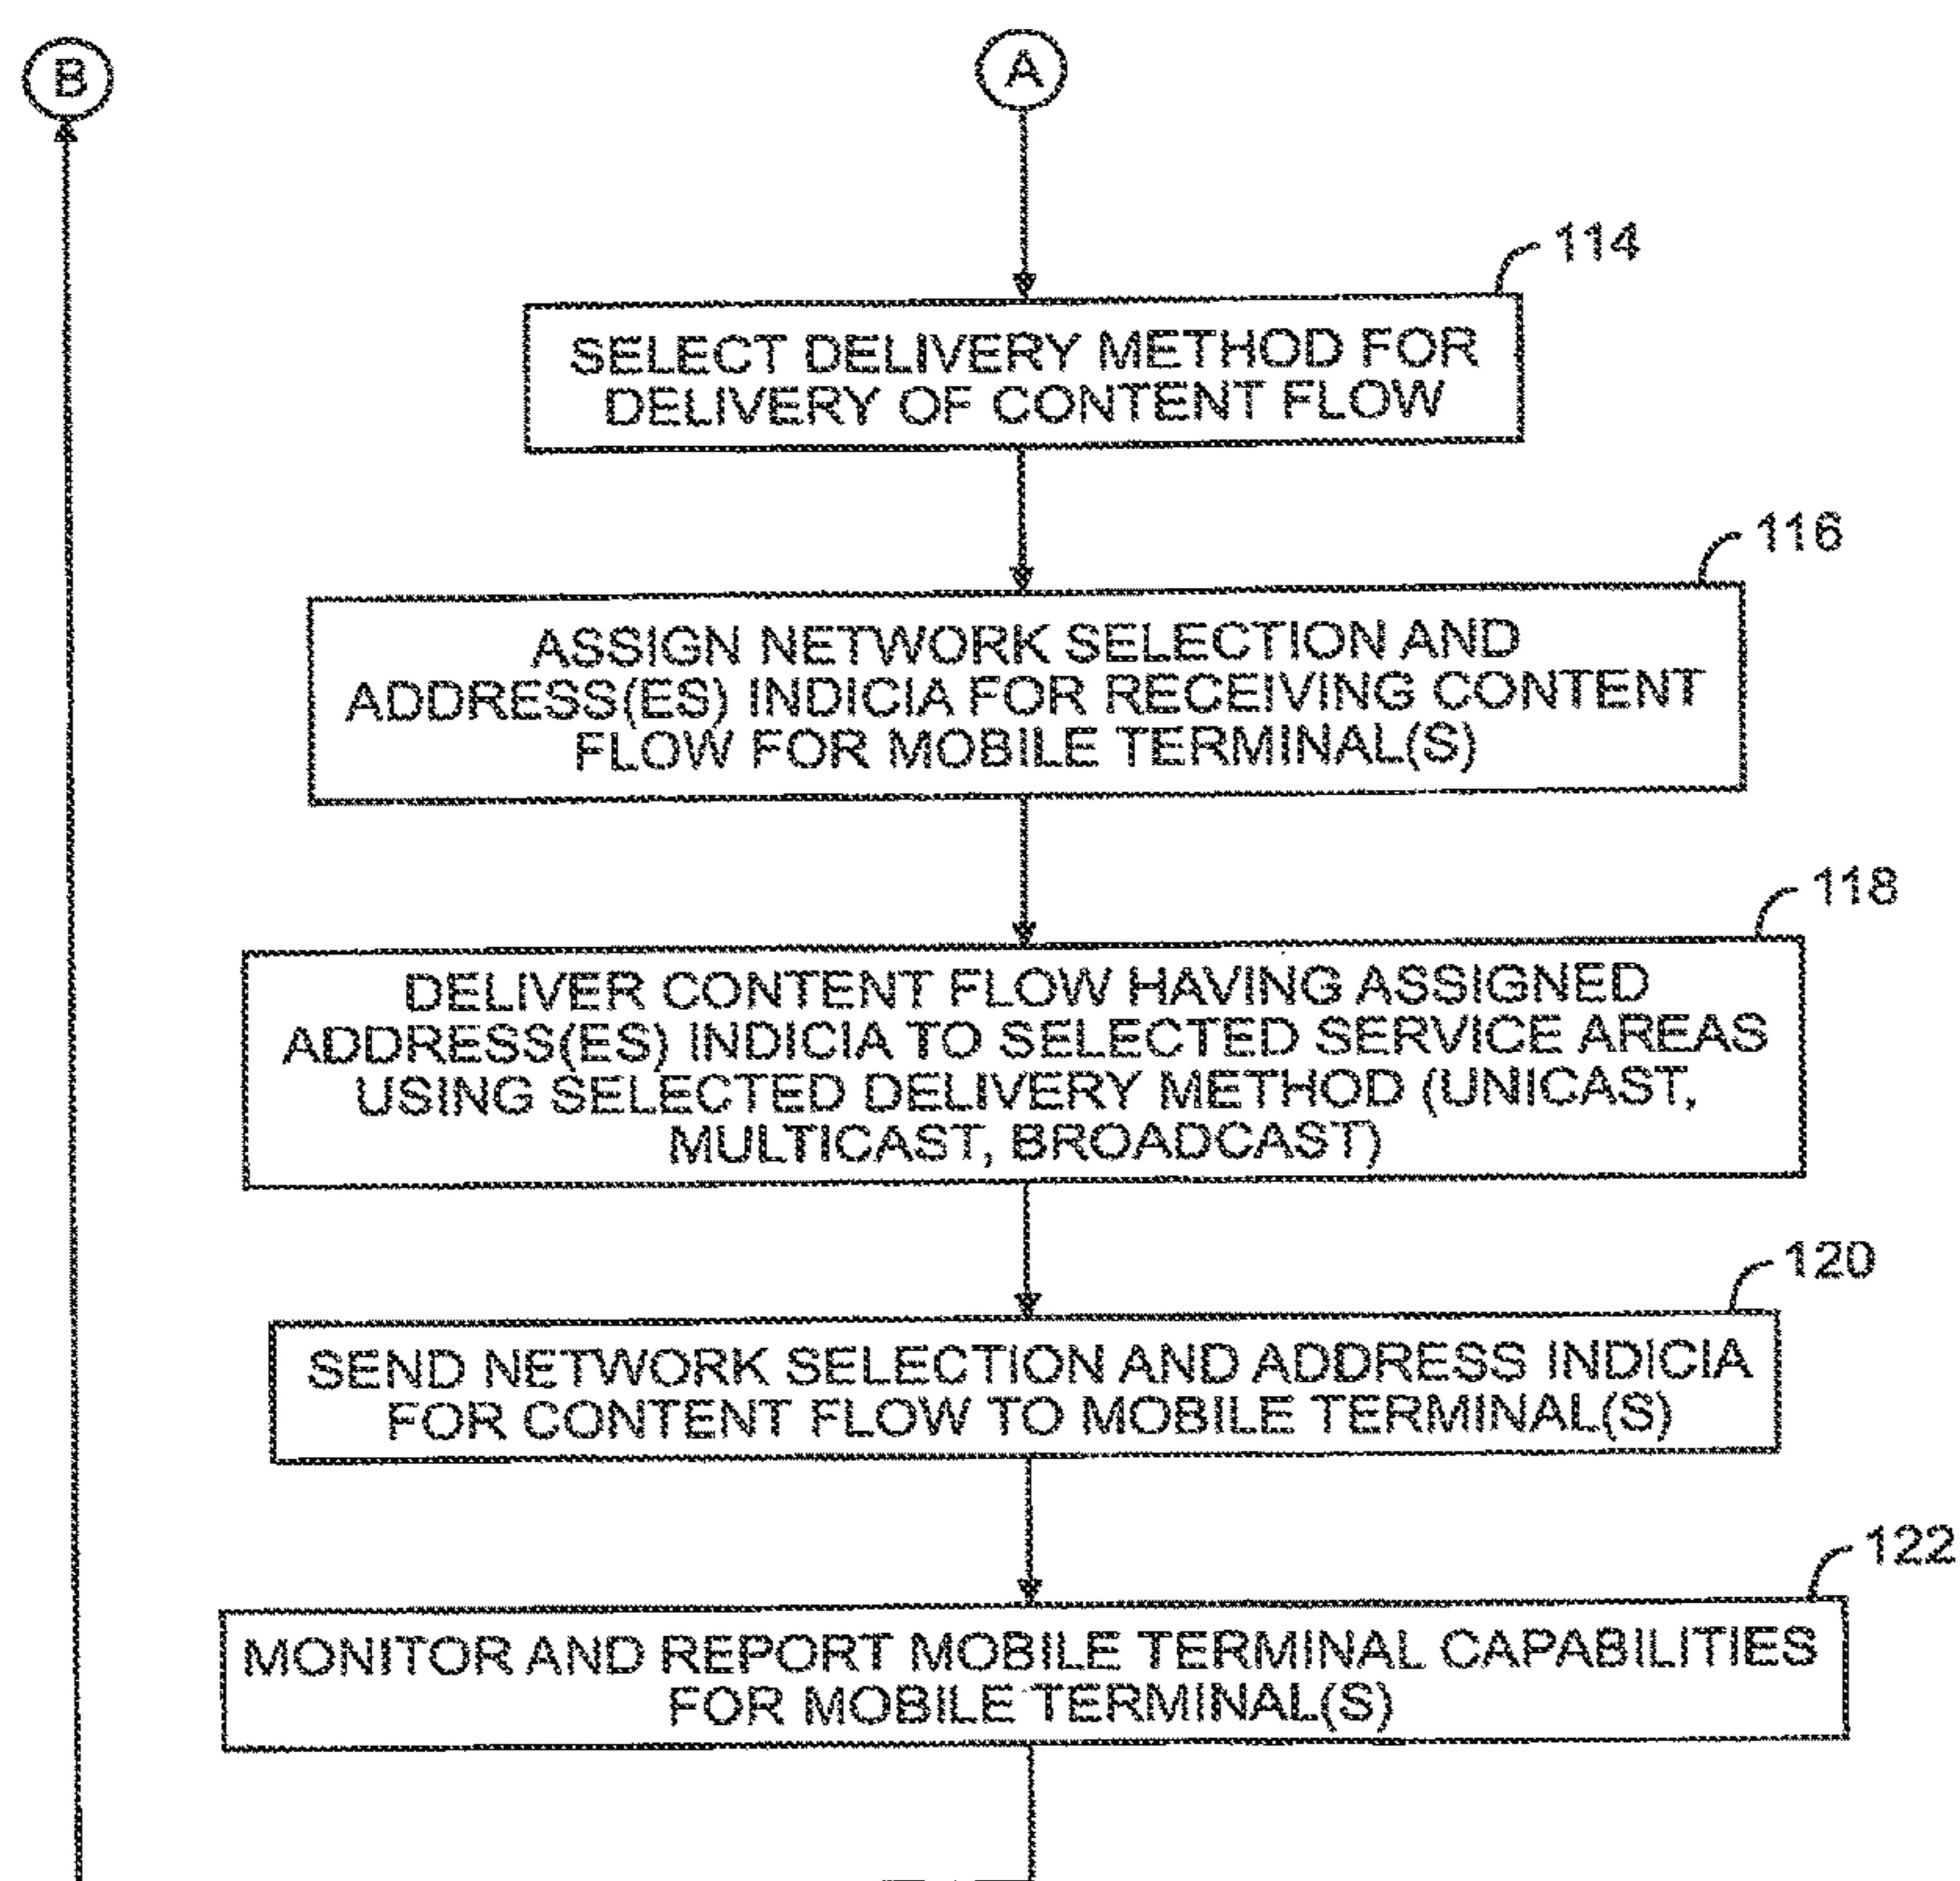 B
A
114
SELECT DELIVERY METHOD FOR
DELIVERY OF CONTENT FLOW
116
ASSIGN NETWORK SELECTION AND
ADDRESS(ES) INDICIA FOR RECEIVING CONTENT
FLOW FOR MOBILE TERMINAL(S)
118
DELIVER CONTENT FLOW HAVING ASSIGNED
ADDRESS(ES) INDICIA TO SELECTED SERVICE AREAS
USING SELECTED DELIVERY METHOD (UNICAST,
MULTICAST, BROADCAST)
120
SEND NETWORK SELECTION AND ADDRESS INDICIA
FOR CONTENT FLOW TO MOBILE TERMINAL(S)
122
MONITOR AND REPORT MOBILE TERMINAL CAPABILITIES
FOR MOBILE TERMINAL(S)